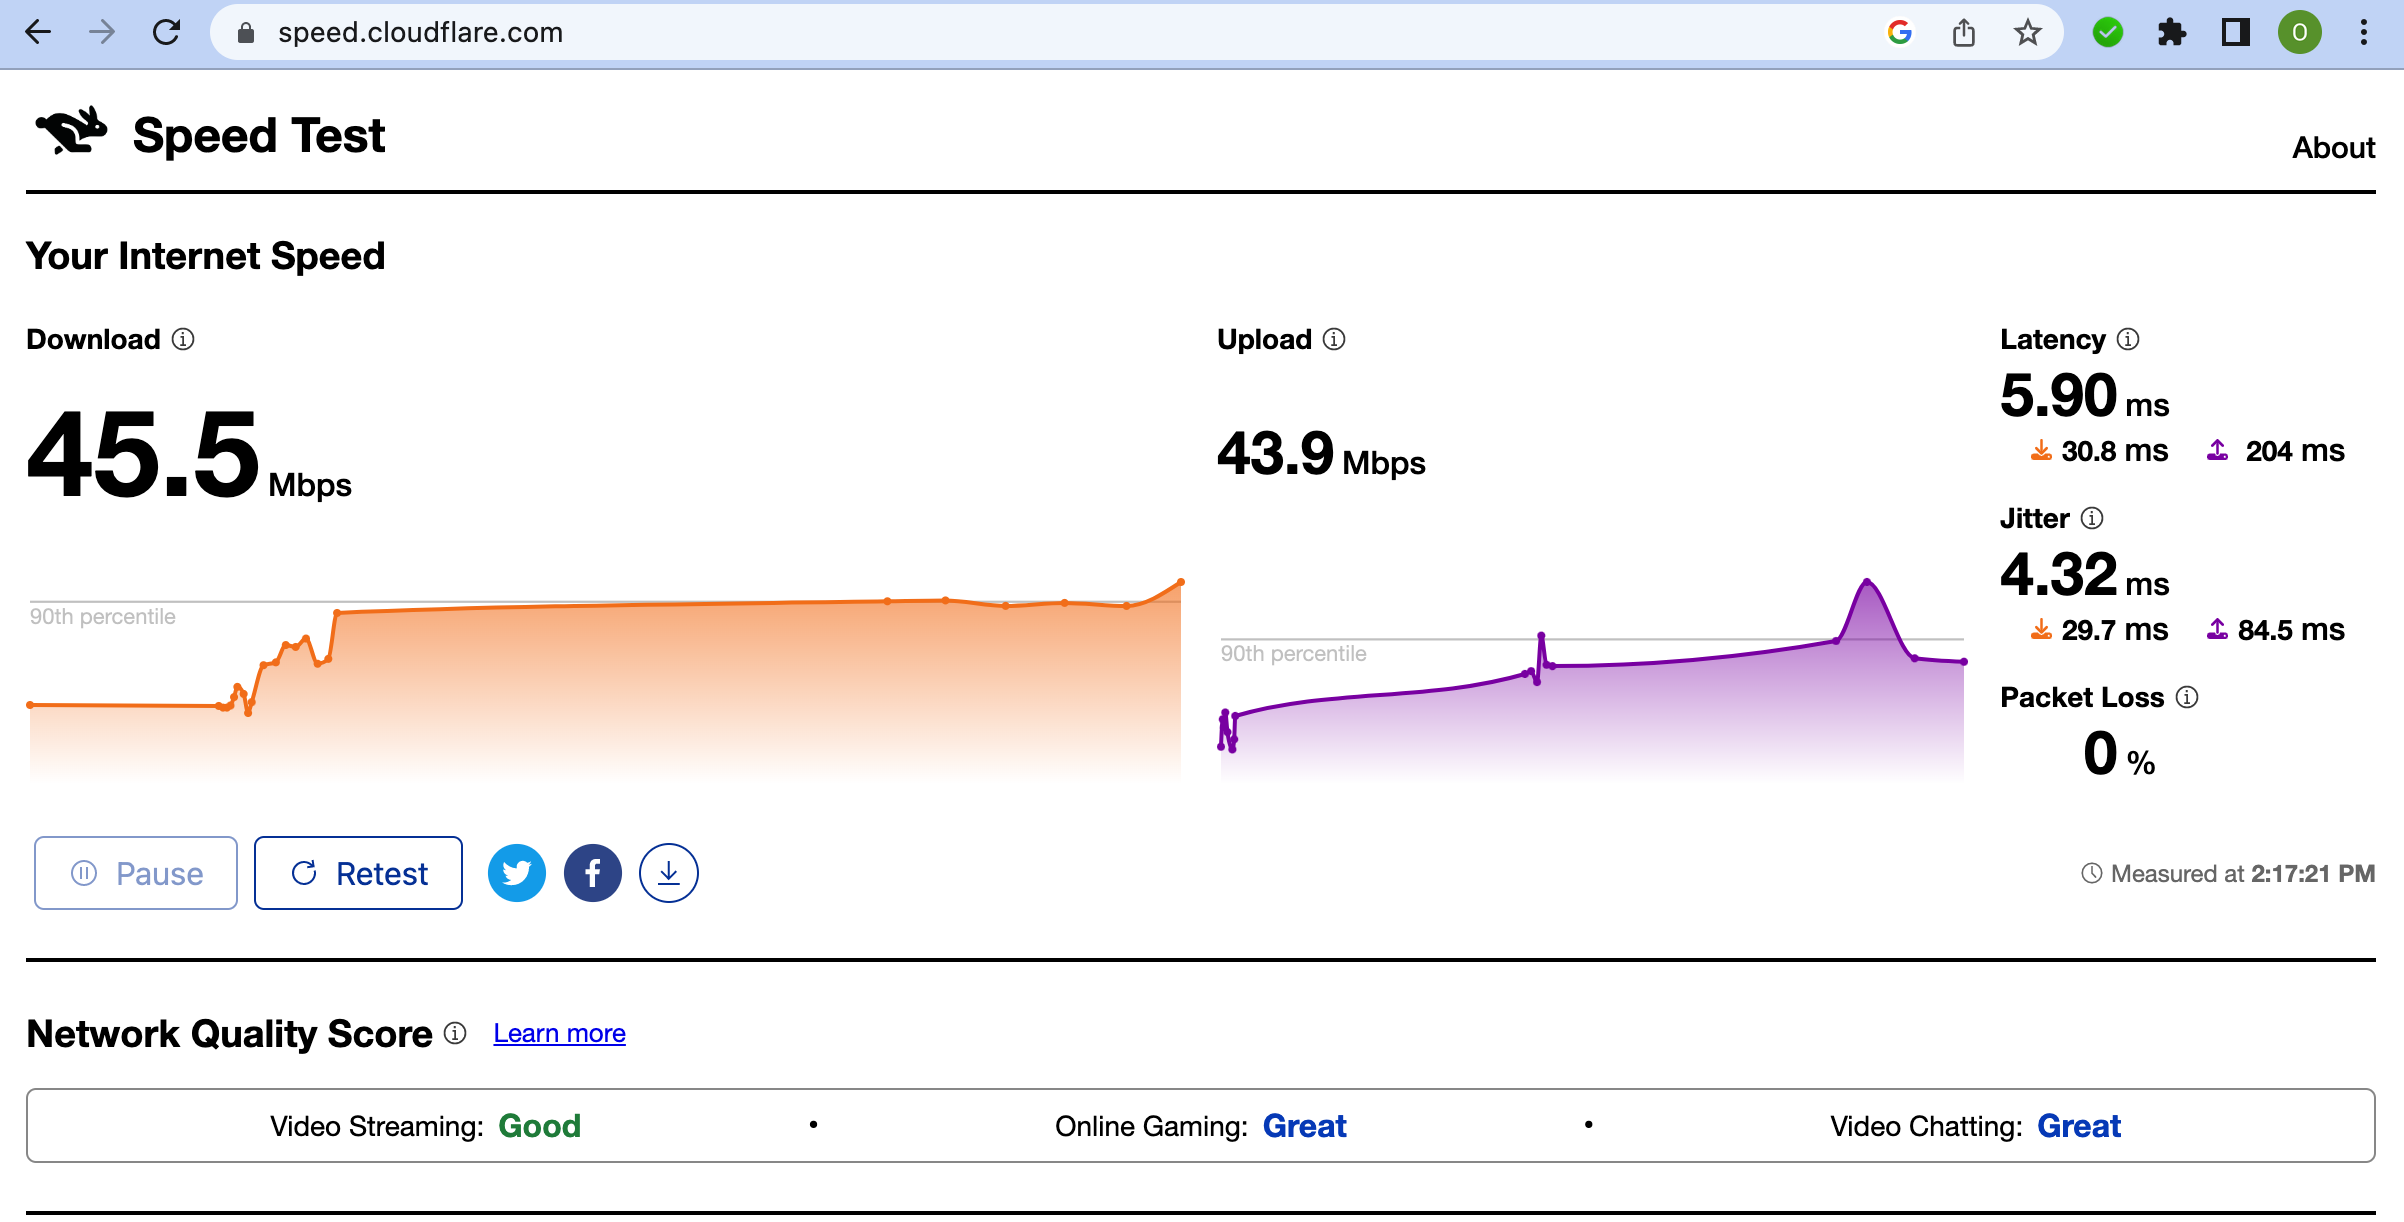 speed.cloudflare.com
O
Speed Test
About
Your Internet Speed
Download
45.5 Mbps
90th percentile
Upload
43.9 Mbps
90th percentile
Latency
5.90 ms
30.8 ms 204 ms
Jitter
4.32 ms
29.7 ms 84.5 ms
Packet Loss
0 %
Pause
Retest
Measured at 2:17:21 PM
Network Quality Score Learn more
Video Streaming: Good • Online Gaming: Great • Video Chatting: Great